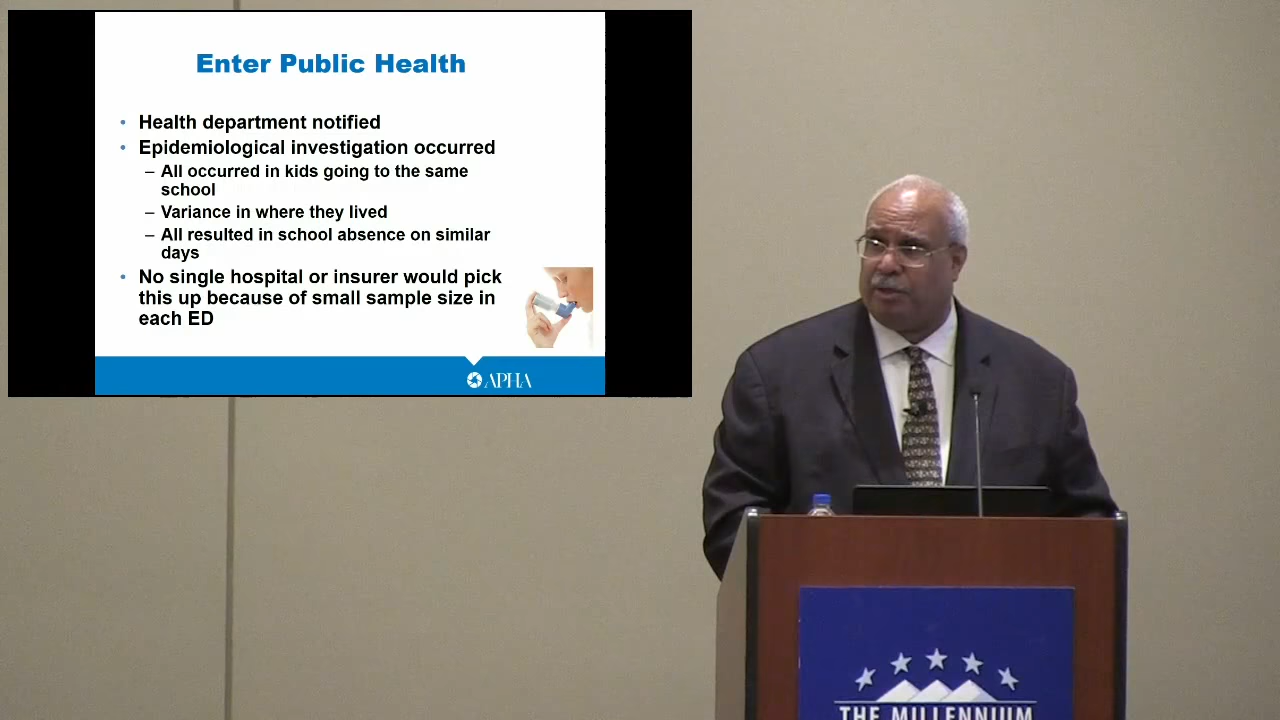 Enter Public Health
• Health department notified
• Epidemiological investigation occurred
– All occurred in kids going to the same
school
– Variance in where they lived
– All resulted in school absence on similar
days
• No single hospital or insurer would pick
this up because of small sample size in
each ED
APHA
THE MILLENNIUM